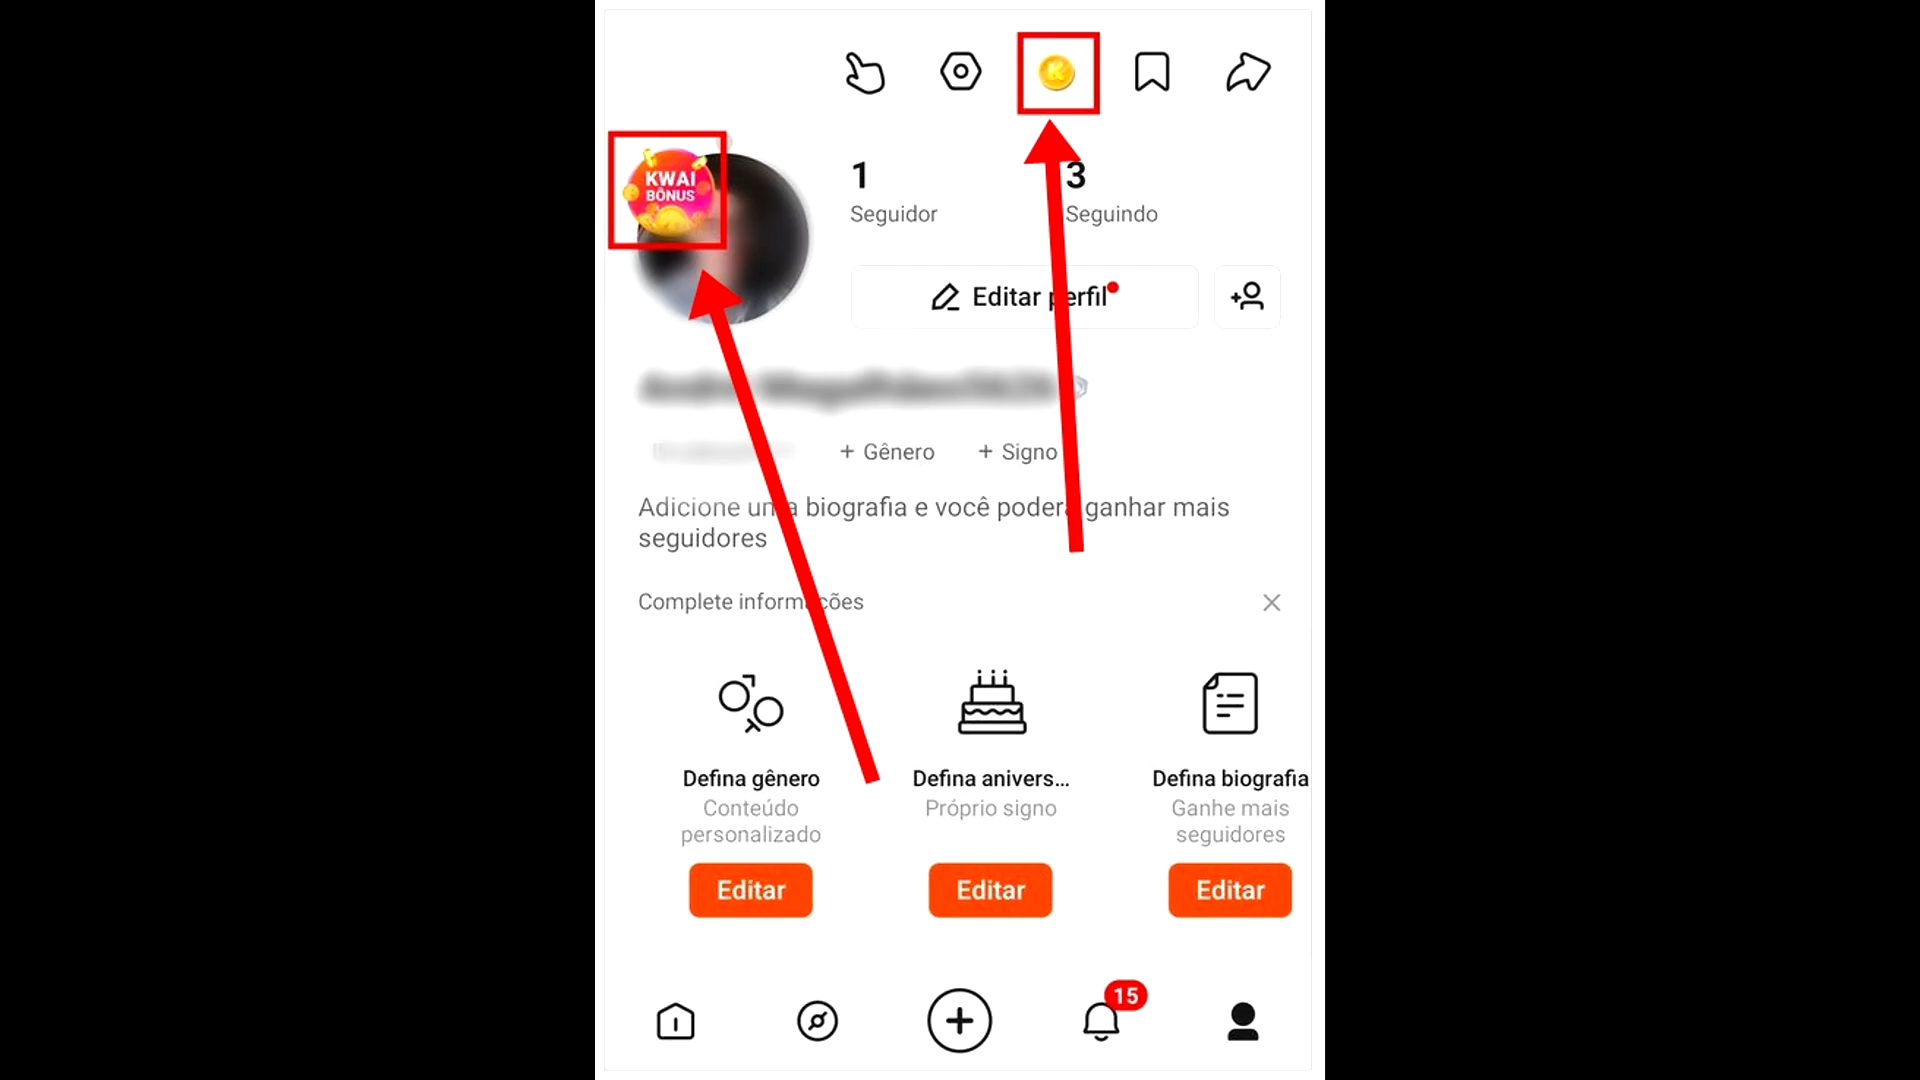 KWAI
BÔNUS
1
3
Seguidor
Seguindo
Editar perfil
+ Gênero
+ Signo
Adicione uma biografia e você poderá ganhar mais
seguidores
Complete informações
Defina gênero
Conteúdo
personalizado
Editar
Defina anivers...
Próprio signo
Editar
Defina biografia
Ganhe mais
seguidores
Editar
15